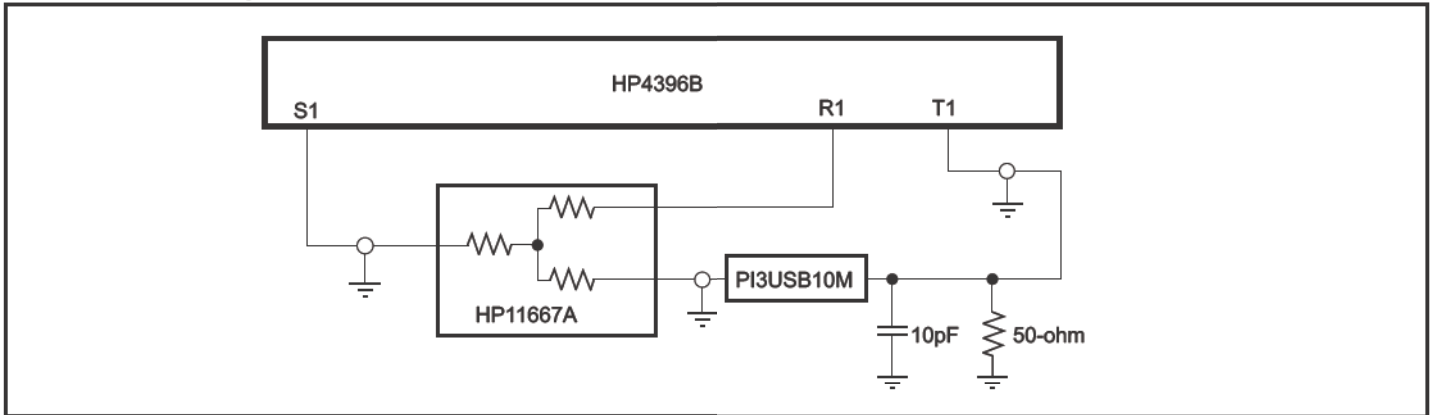 HP4396B
S1
R1
T1
PI3USB10M
HP11667A
10pF
50-ohm